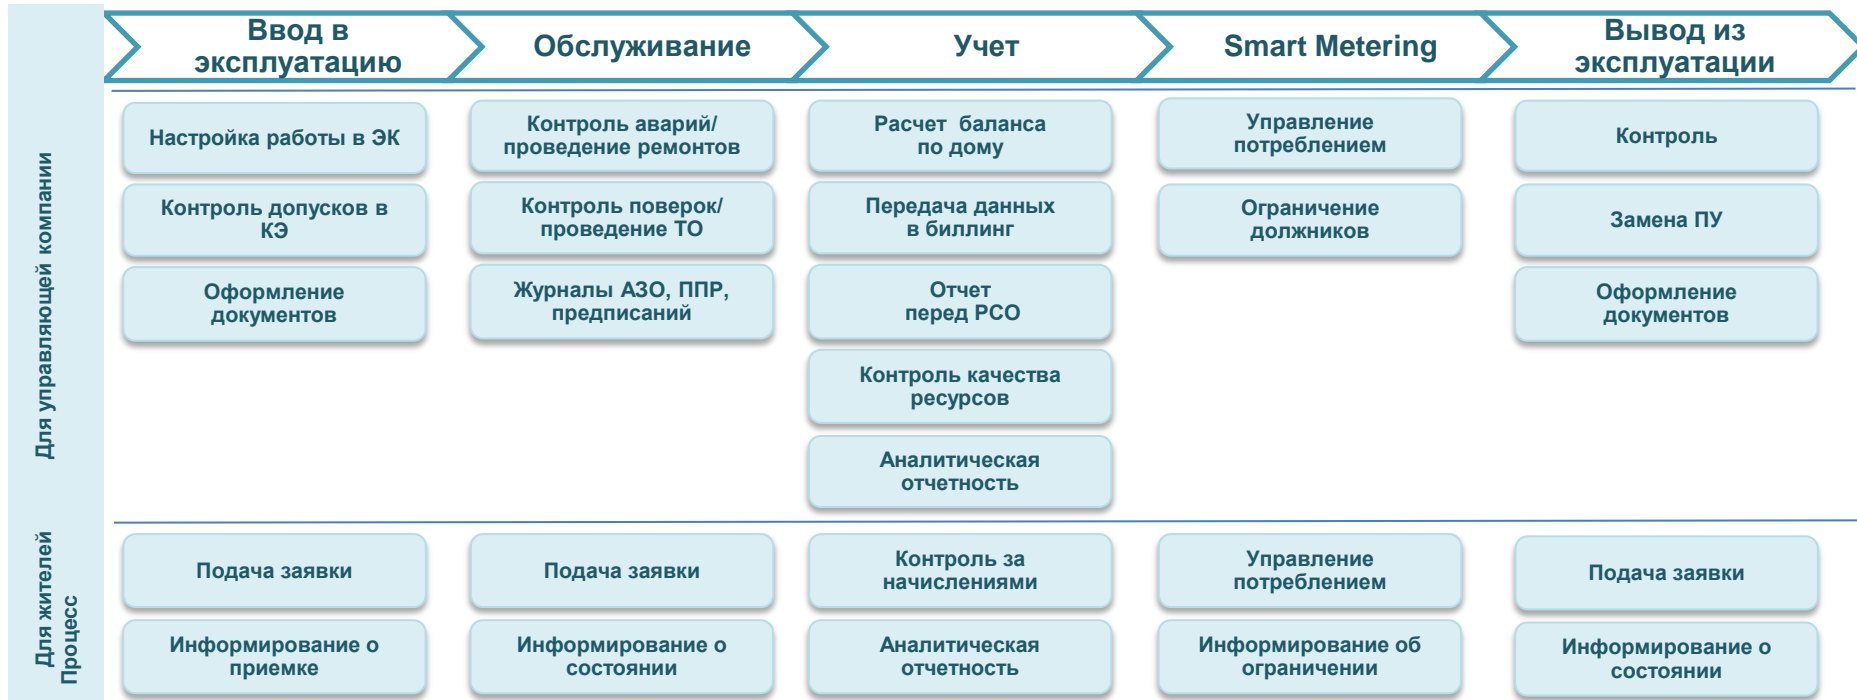 Ввод в
эксплуатацию
Обслуживание
Учет
Smart Metering
Вывод из
эксплуатации
Для управляющей компании
Настройка работы в ЭК
Контроль допусков в
КЭ
Оформление
документов
Контроль аварий/
проведение ремонтов
Контроль поверок/
проведение ТО
Журналы АЗО, ППР,
предписаний
Расчет баланса
по дому
Передача данных
в биллинг
Отчет
перед РСО
Контроль качества
ресурсов
Аналитическая
отчетность
Управление
потреблением
Ограничение
должников
Контроль
Замена ПУ
Оформление
документов
Для жителей
Процесс
Подача заявки
Информирование о
приемке
Подача заявки
Информирование о
состоянии
Контроль за
начислениями
Аналитическая
отчетность
Управление
потреблением
Информирование об
ограничении
Подача заявки
Информирование о
состоянии